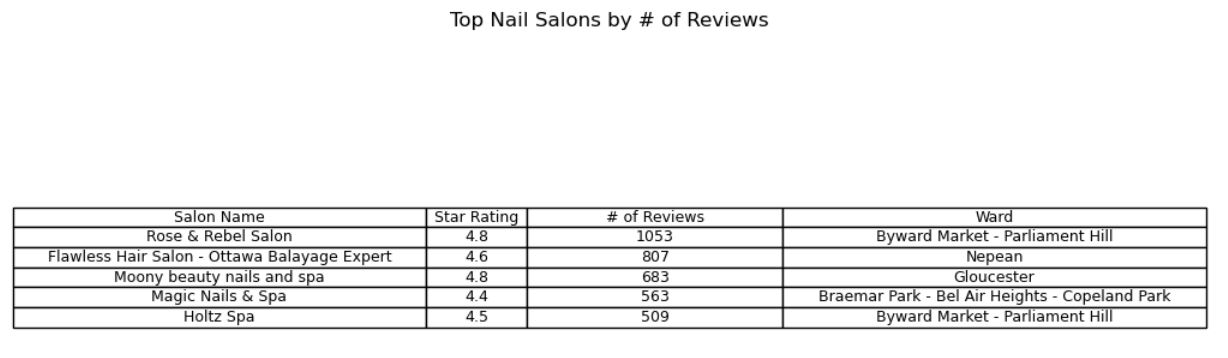 Top Nail Salons by # of Reviews
Salon Name Star Rating # of Reviews Ward
Rose & Rebel Salon 4.8 1053 Byward Market - Parliament Hill
Flawless Hair Salon - Ottawa Balayage Expert 4.6 807 Nepean
Moony beauty nails and spa 4.8 683 Gloucester
Magic Nails & Spa 4.4 563 Braemar Park - Bel Air Heights - Copeland Park
Holtz Spa 4.5 509 Byward Market - Parliament Hill